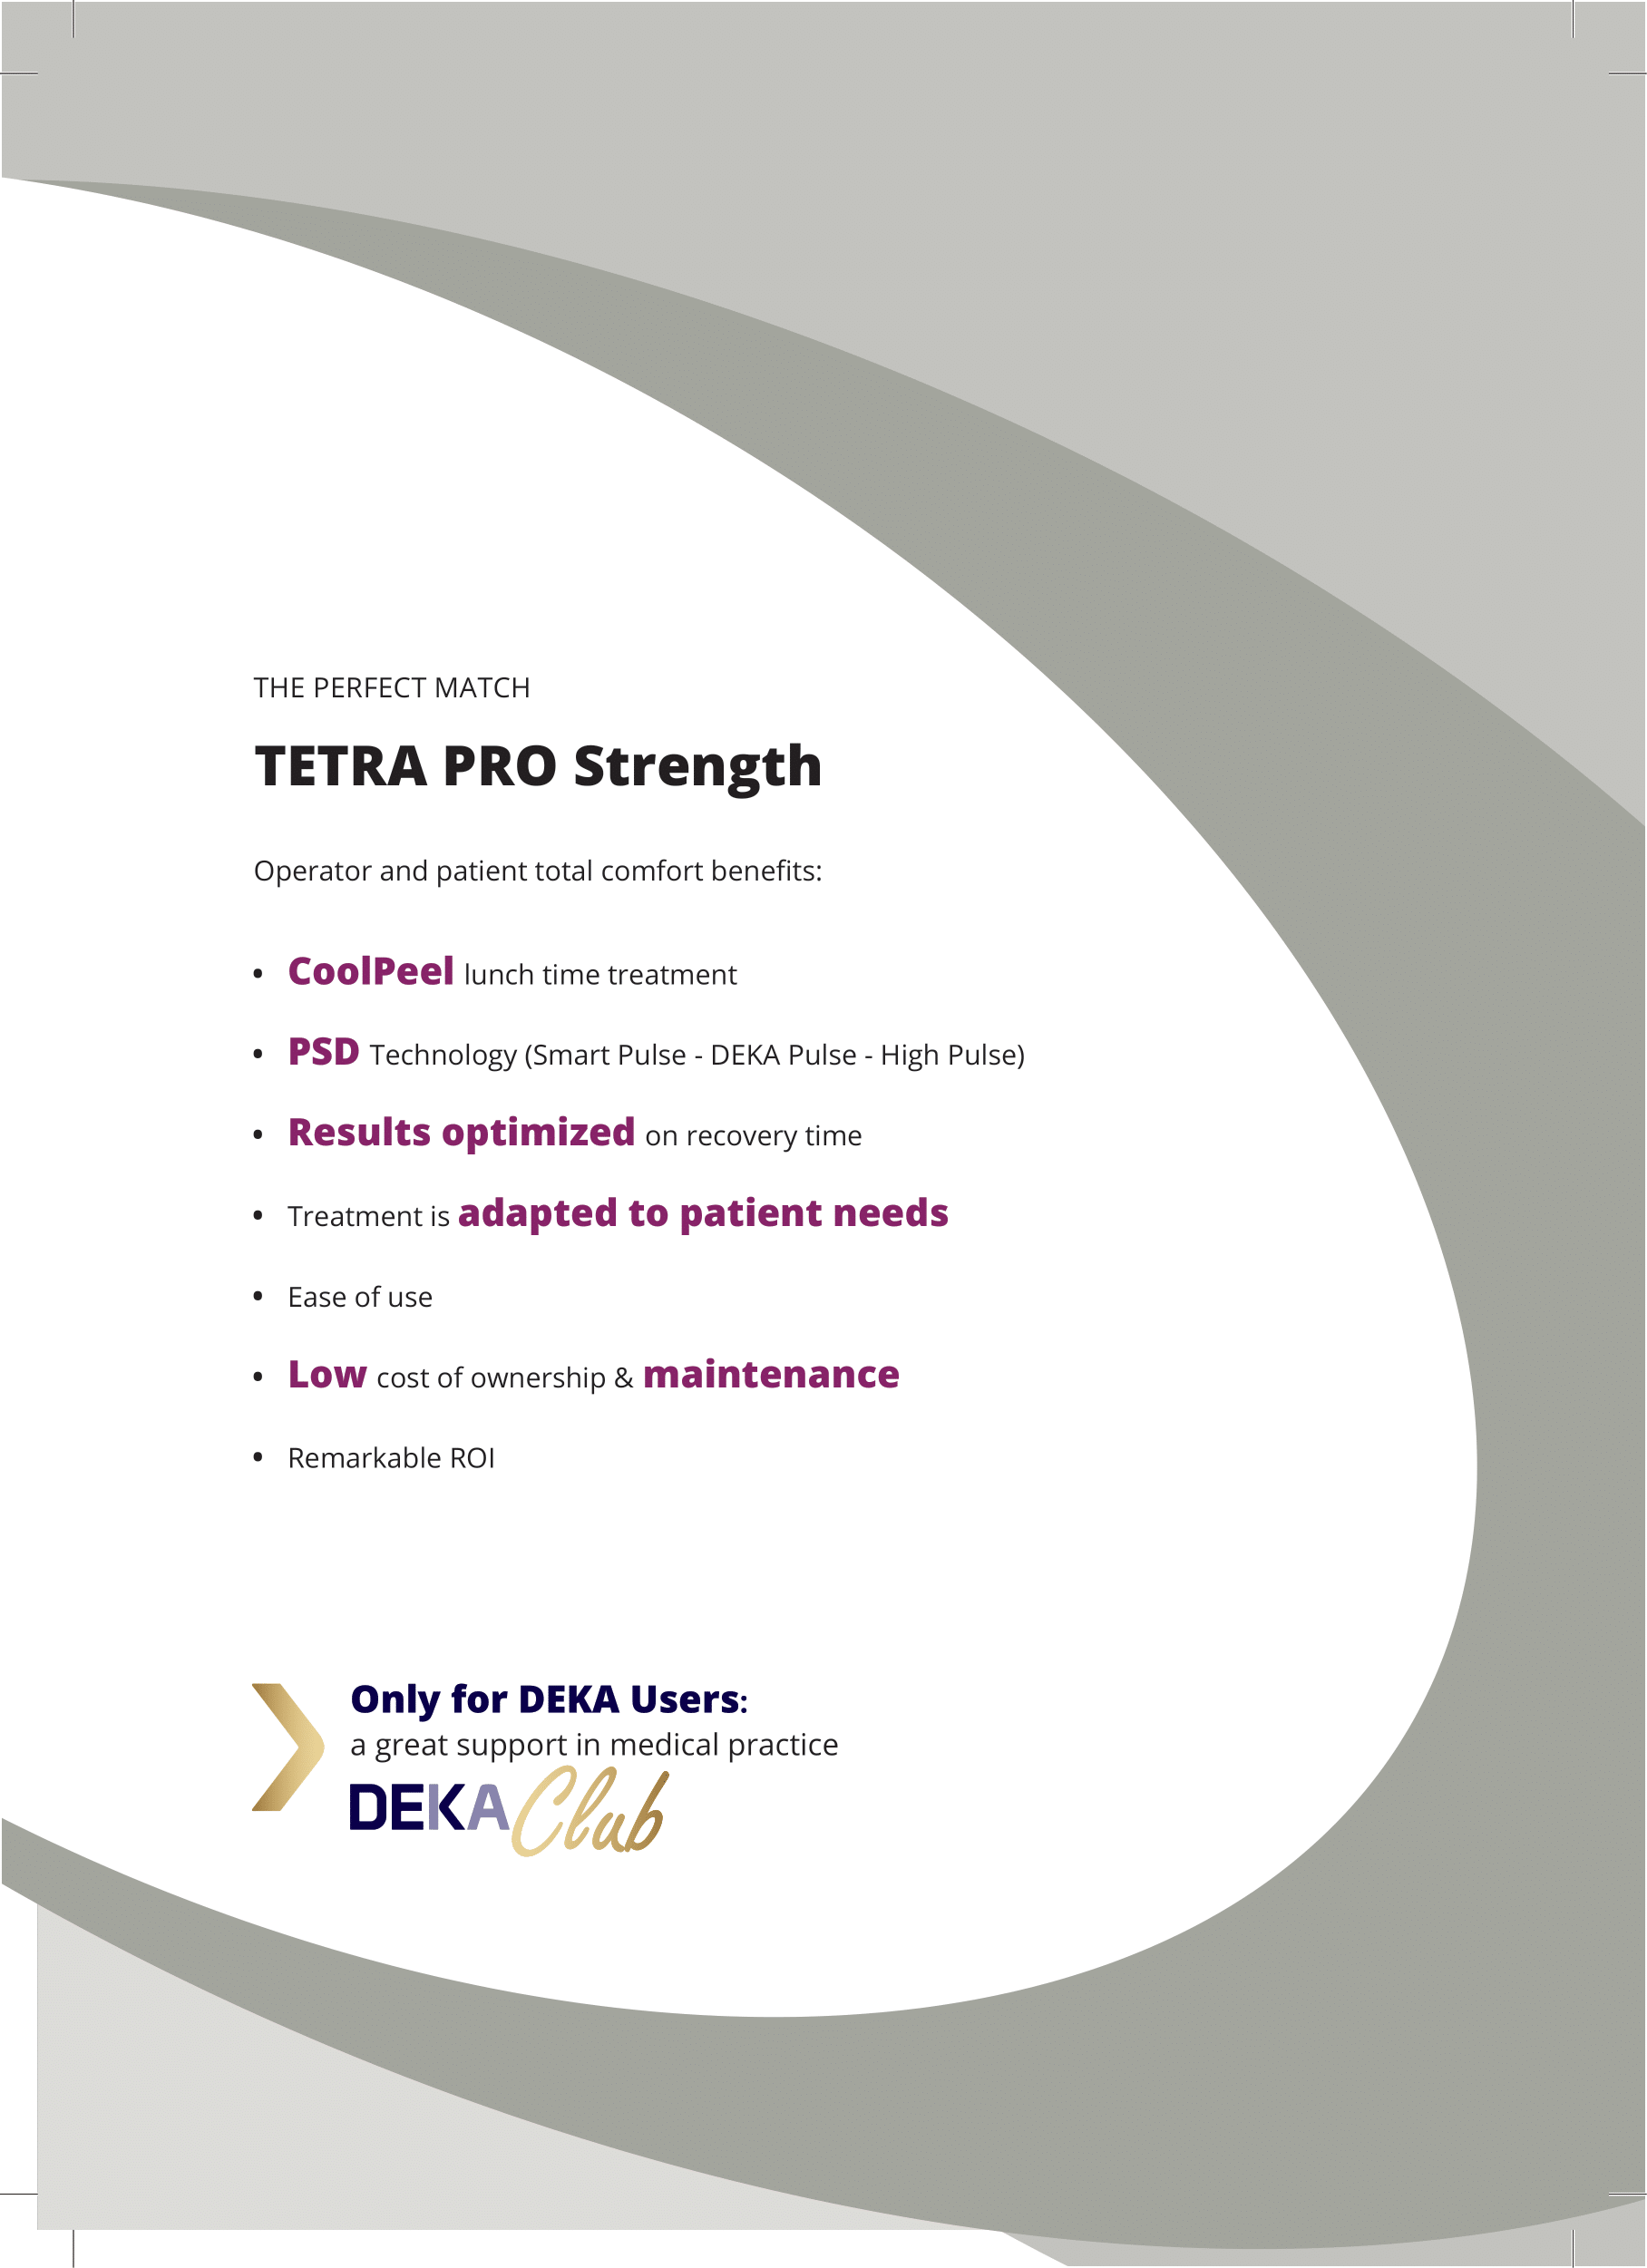 THE PERFECT MATCH
TETRA PRO Strength
Operator and patient total comfort benefits:
• CoolPeel lunch time treatment
• PSD Technology (Smart Pulse - DEKA Pulse - High Pulse)
• Results optimized on recovery time
• Treatment is adapted to patient needs
• Ease of use
• Low cost of ownership & maintenance
• Remarkable ROI
Only for DEKA Users:
a great support in medical practice
DEKA Club